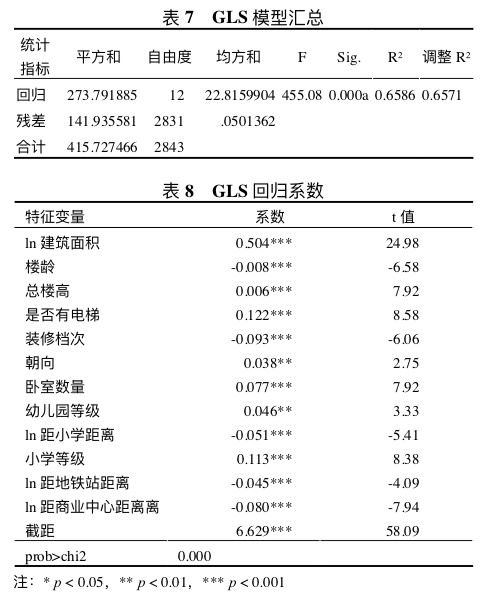 表 7 GLS 模型汇总
统计指标 平方和 自由度 均方和 F Sig. R² 调整 R²
回归 273.791885 12 22.8159904 455.08 0.000a 0.6586 0.6571
残差 141.935581 2831 .0501362
合计 415.727466 2843
表 8 GLS 回归系数
特征变量 系数 t 值
ln 建筑面积 0.504*** 24.98
楼龄 -0.008*** -6.58
总楼高 0.006*** 7.92
是否有电梯 0.122*** 8.58
装修档次 -0.093*** -6.06
朝向 0.038** 2.75
卧室数量 0.077*** 7.92
幼儿园等级 0.046** 3.33
ln 距小学距离 -0.051*** -5.41
小学等级 0.113*** 8.38
ln 距地铁站距离 -0.045*** -4.09
ln 距商业中心距离离 -0.080*** -7.94
截距 6.629*** 58.09
prob>chi2 0.000
注：* p < 0.05，** p < 0.01，*** p < 0.001